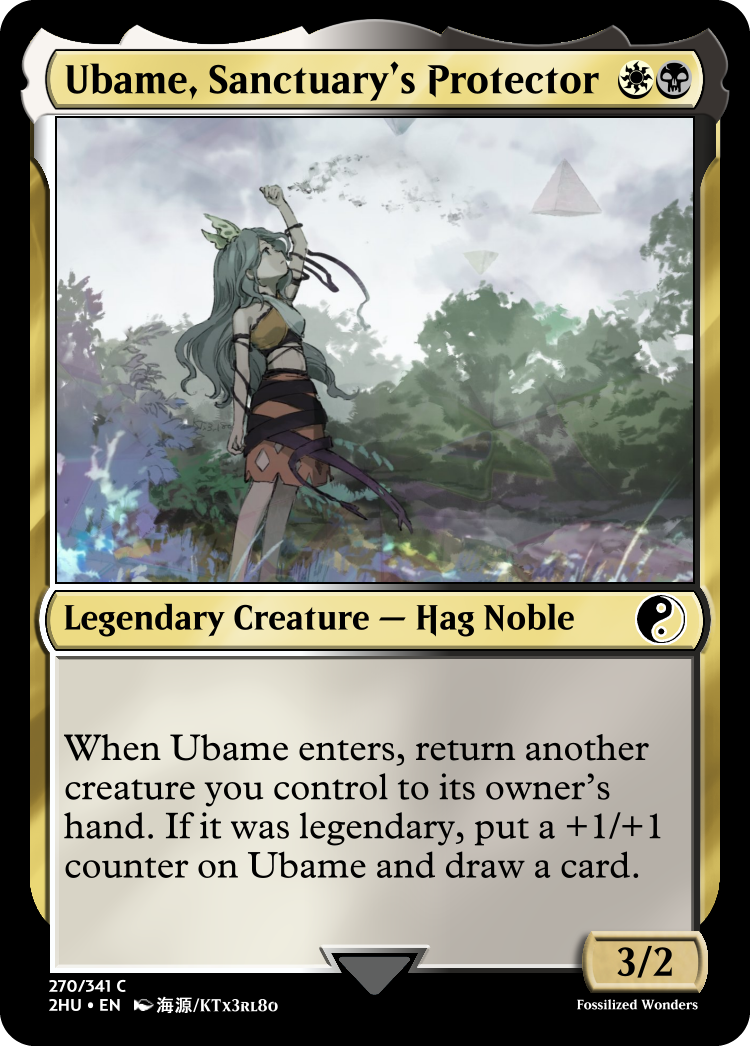 Ubame, Sanctuary's Protector
Legendary Creature — Hag Noble
When Ubame enters, return another
creature you control to its owner's
hand. If it was legendary, put a +1/+1
counter on Ubame and draw a card.
3/2
270/341 C
2HU • EN 海源/KTx3RL8o
Fossilized Wonders